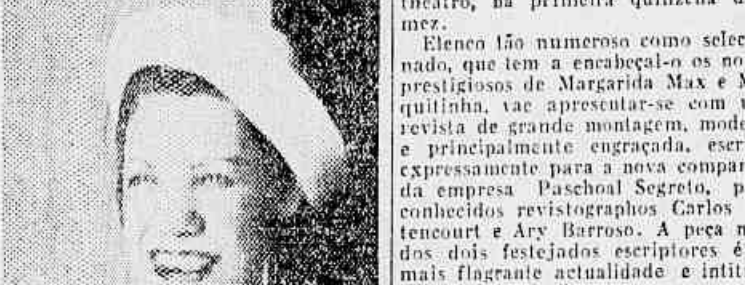 theatro, na primeira quinzena d
mez.
Elenco tão numeroso como selec
nado, que tem a encabeçal-o os no
prestigiosos de Margarida Max e M
quitinha, vae apresentar-se com
revista de grande montagem, mode
e principalmente engraçada, escr
expressamente para a nova compan
da empresa Paschoal Segreto, p
conhecidos revistographos Carlos
tencourt e Ary Barroso. A peça n
dos dois festejados escriptores é
mais flagrante actualidade e intit